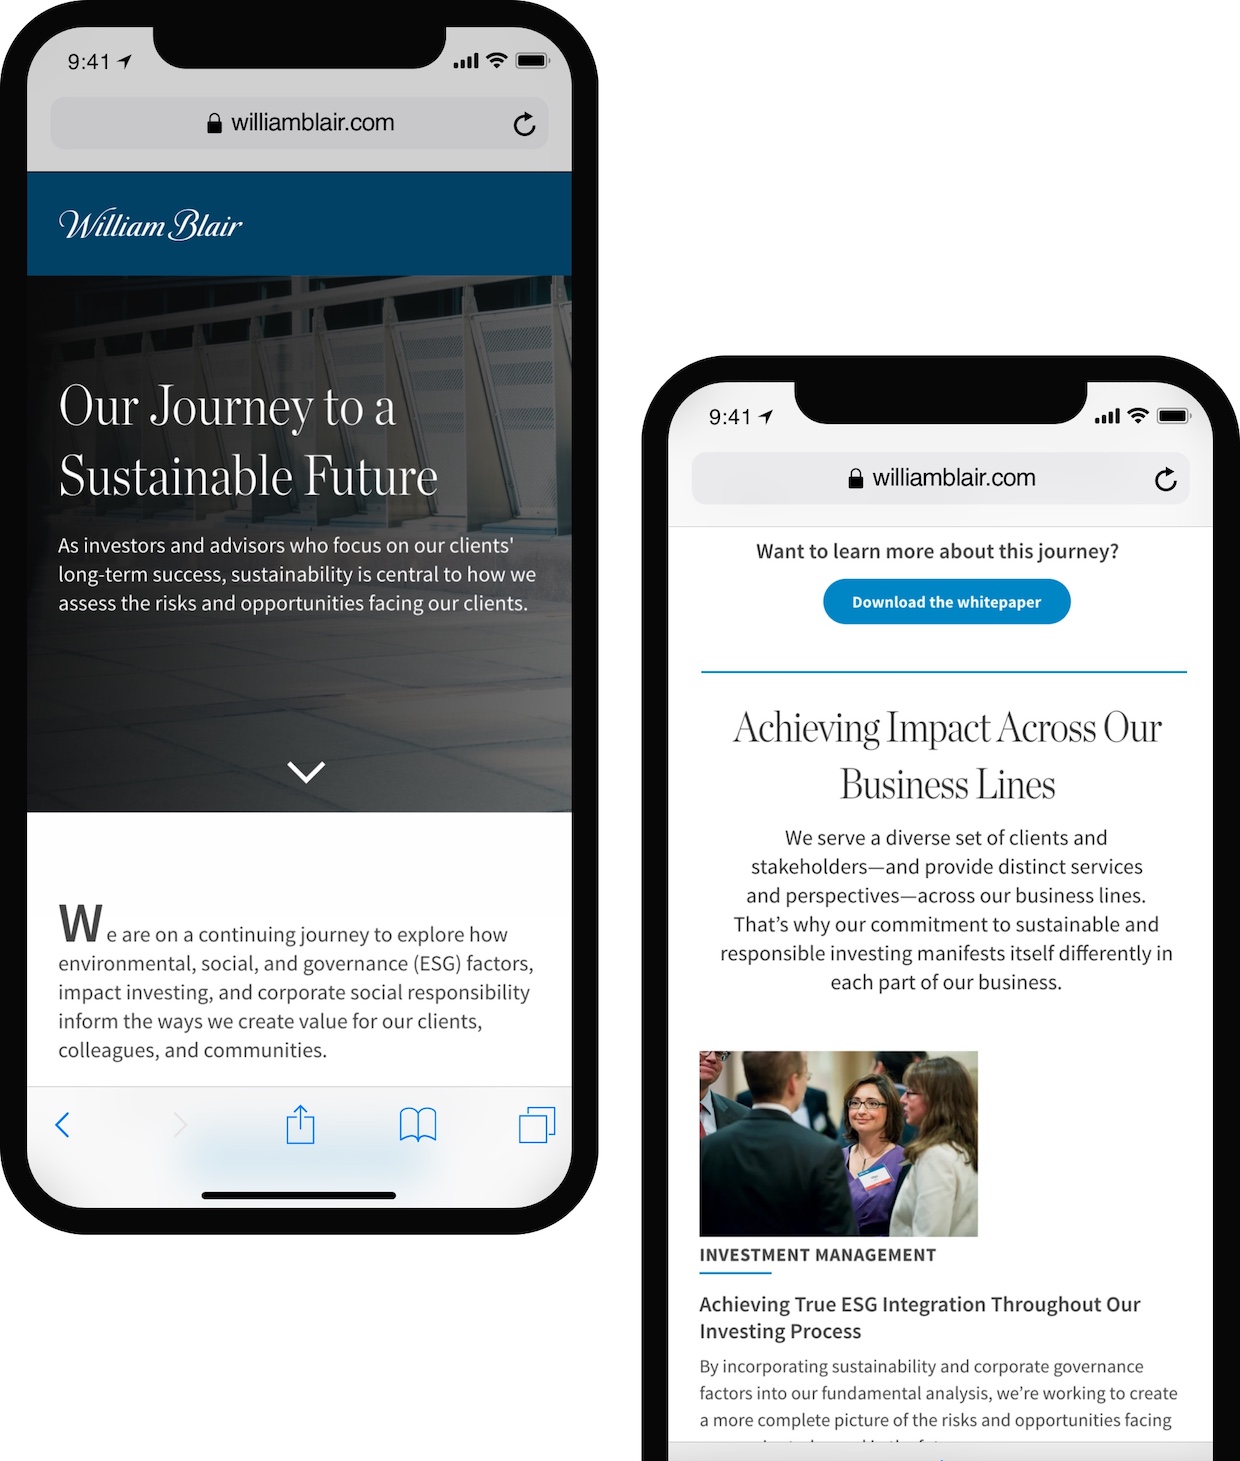 9:41
williamblair.com
William Blair
Our Journey to a
Sustainable Future
As investors and advisors who focus on our clients'
long-term success, sustainability is central to how we
assess the risks and opportunities facing our clients.
We are on a continuing journey to explore how
environmental, social, and governance (ESG) factors,
impact investing, and corporate social responsibility
inform the ways we create value for our clients,
colleagues, and communities.
9:41
williamblair.com
Want to learn more about this journey?
Download the whitepaper
Achieving Impact Across Our
Business Lines
We serve a diverse set of clients and
stakeholders—and provide distinct services
and perspectives—across our business lines.
That’s why our commitment to sustainable and
responsible investing manifests itself differently in
each part of our business.
INVESTMENT MANAGEMENT
Achieving True ESG Integration Throughout Our
Investing Process
By incorporating sustainability and corporate governance
factors into our fundamental analysis, we’re working to create
a more complete picture of the risks and opportunities facing